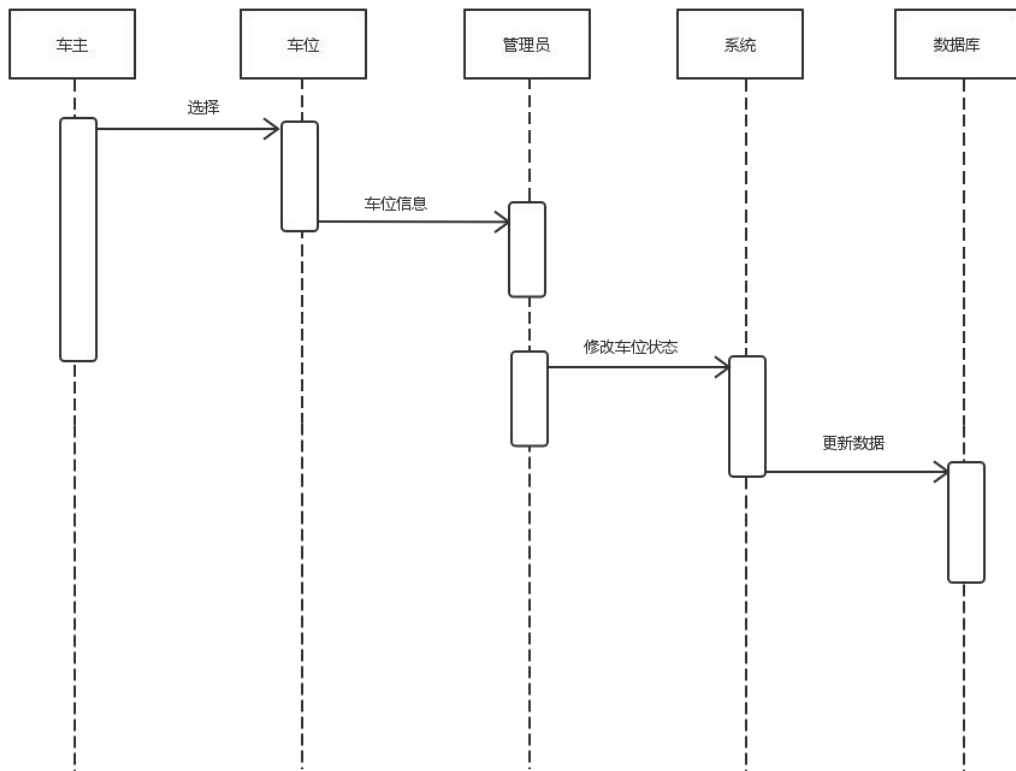 车主
车位
管理员
系统
数据库
选择
车位信息
修改车位状态
更新数据